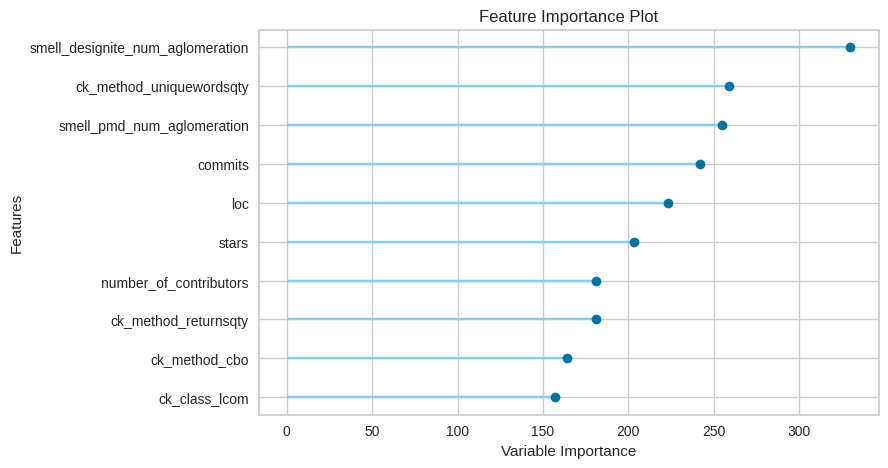 Feature Importance Plot
smell_designite_num_aglomeration
ck_method_uniquewordsqty
smell_pmd_num_aglomeration
commits
loc
stars
number_of_contributors
ck_method_returnsqty
ck_method_cbo
ck_class_lcom
Features
0 50 100 150 200 250 300
Variable Importance